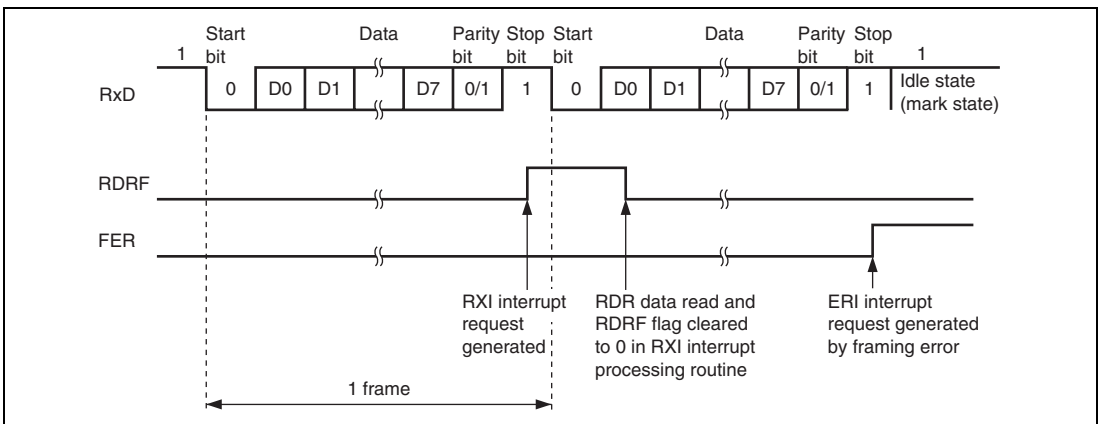 Start Data Parity Stop Start Data Parity Stop
1 bit bit bit bit bit bit 1
RxD 0 D0 D1 D7 0/1 1 0 D0 D1 D7 0/1 1 Idle state
(mark state)
RDRF
FER
RXI interrupt
request
generated
RDR data read and
RDRF flag cleared
to 0 in RXI interrupt
processing routine
ERI interrupt
request generated
by framing error
1 frame